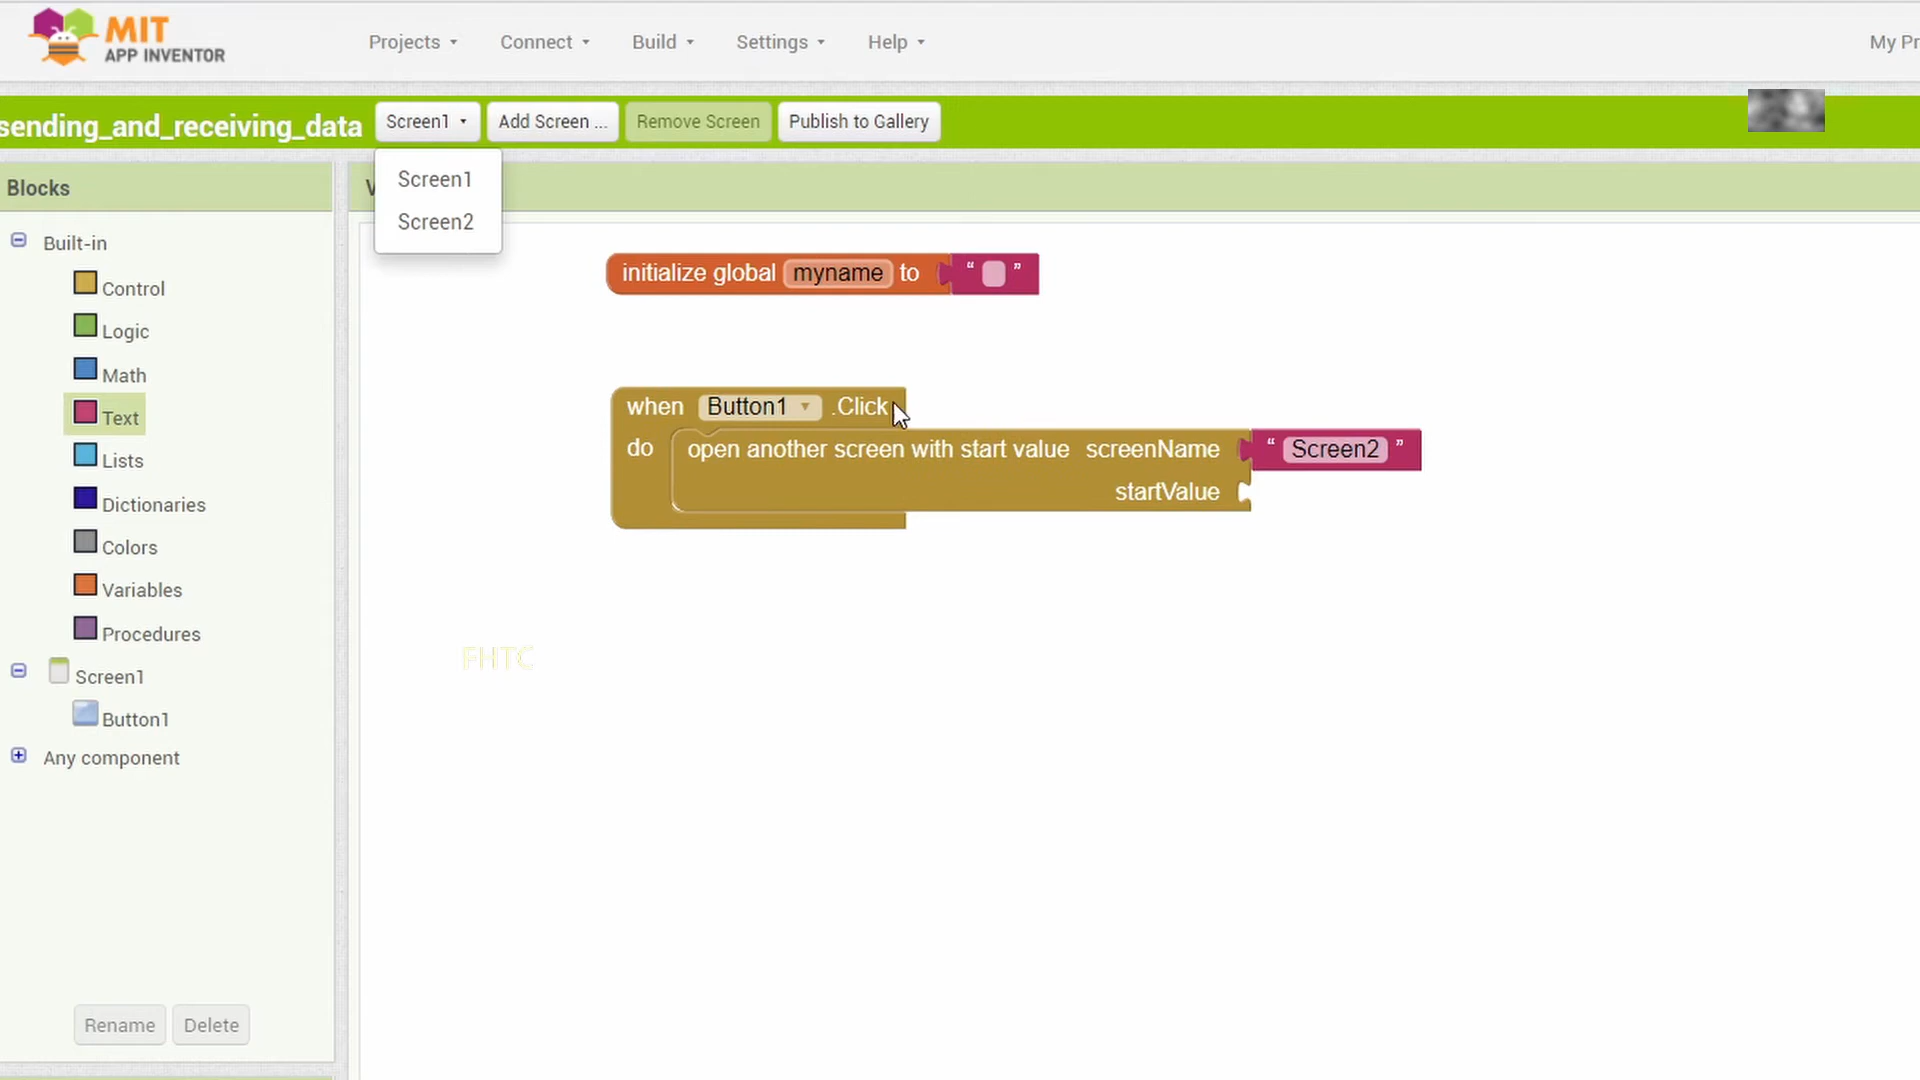 MIT
APP INVENTOR
Projects
Connect
Build
Settings
Help
My Pr
sending_and_receiving_data
Screen1
Add Screen ...
Remove Screen
Publish to Gallery
Screen1
Screen2
Blocks
V
Built-in
Control
Logic
Math
Text
Lists
Dictionaries
Colors
Variables
Procedures
Screen1
Button1
Any component
Rename
Delete
initialize global myname to “ ”
when Button1 .Click
do open another screen with start value screenName “ Screen2 ”
startValue
FHTC